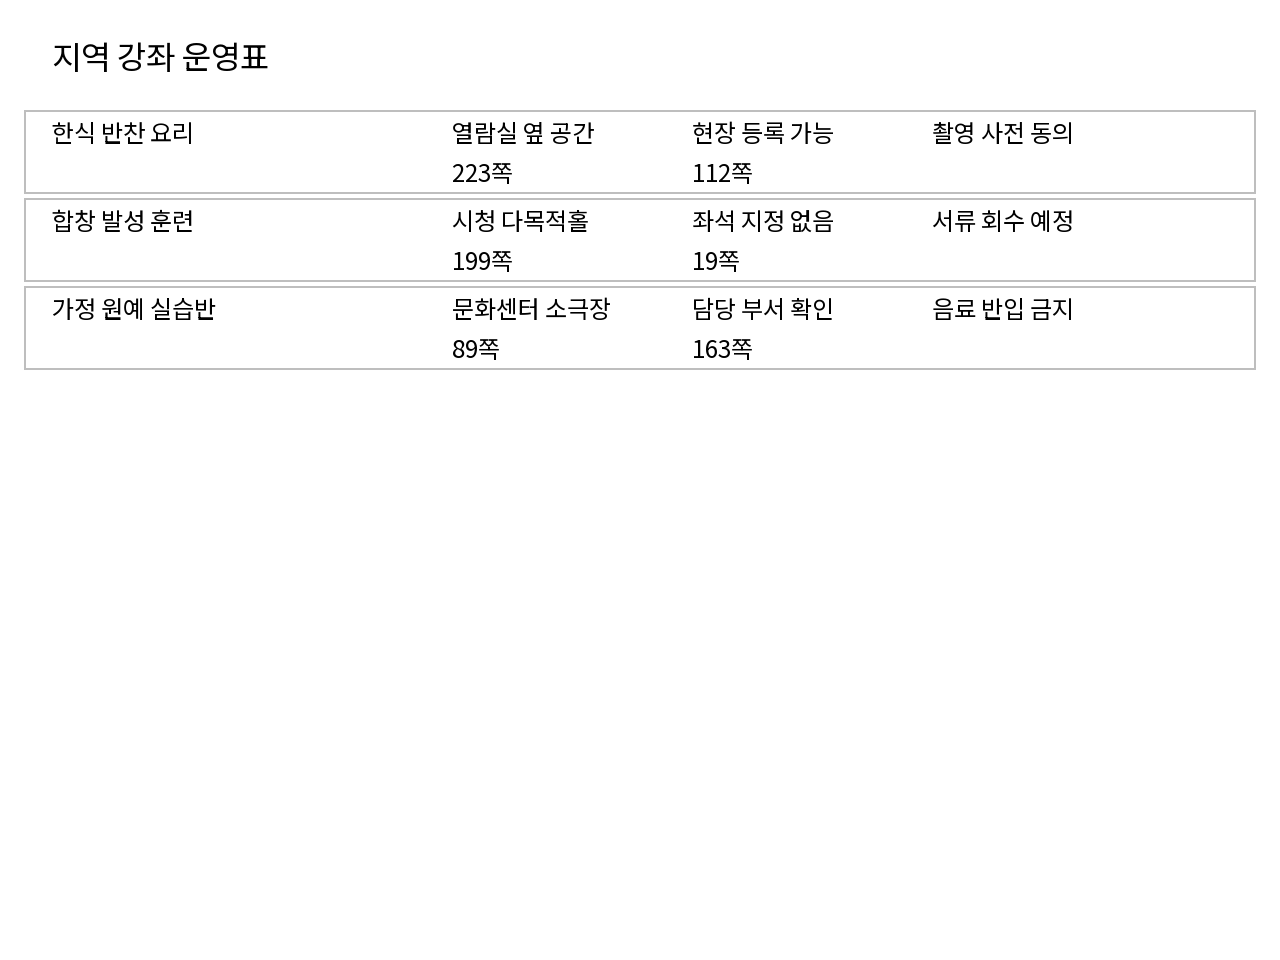 지역 강좌 운영표
한식 반찬 요리 열람실 옆 공간 현장 등록 가능 촬영 사전 동의
223쪽 112쪽
합창 발성 훈련 시청 다목적홀 좌석 지정 없음 서류 회수 예정
199쪽 19쪽
가정 원예 실습반 문화센터 소극장 담당 부서 확인 음료 반입 금지
89쪽 163쪽